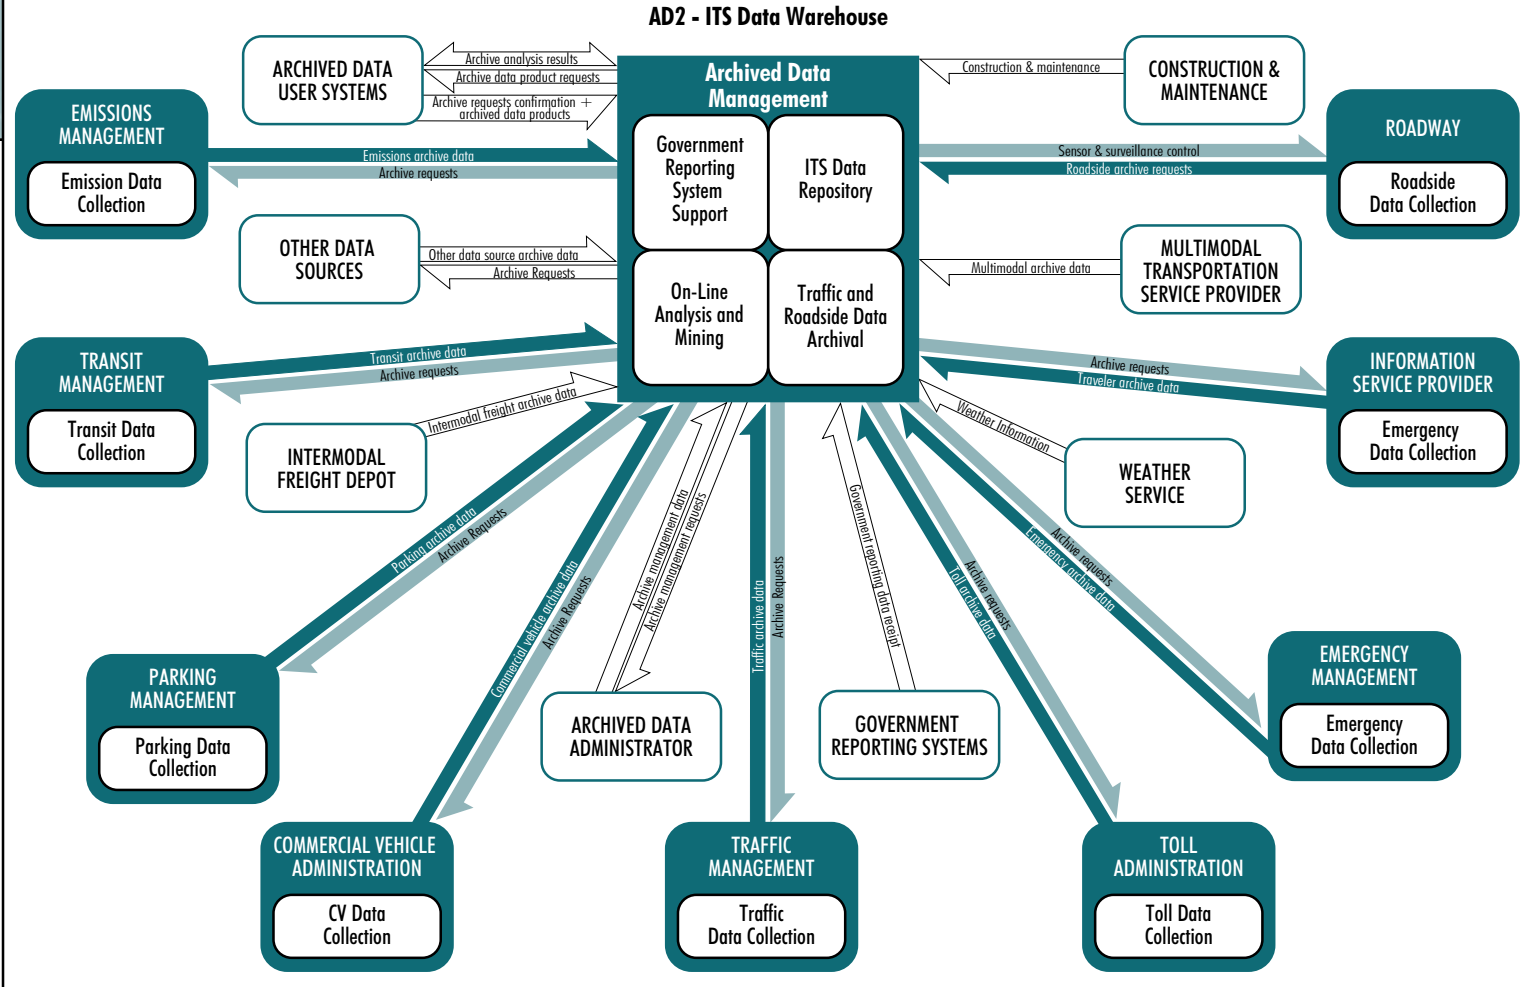 AD2 - ITS Data Warehouse
ARCHIVED DATA
USER SYSTEMS
Archive analysis results
Archive data product requests
Archive requests confirmation +
archived data products
Archived Data
Management
Government
Reporting
System
Support
ITS Data
Repository
On-Line
Analysis and
Mining
Traffic and
Roadside Data
Archival
Construction & maintenance
CONSTRUCTION &
MAINTENANCE
EMISSIONS
MANAGEMENT
Emission Data
Collection
Emissions archive data
Archive requests
Sensor & surveillance control
Roadside archive requests
ROADWAY
Roadside
Data Collection
OTHER DATA
SOURCES
Other data source archive data
Archive Requests
Multimodal archive data
MULTIMODAL
TRANSPORTATION
SERVICE PROVIDER
TRANSIT
MANAGEMENT
Transit Data
Collection
Transit archive data
Archive requests
Archive requests
Traveler archive data
INFORMATION
SERVICE PROVIDER
Emergency
Data Collection
INTERMODAL
FREIGHT DEPOT
Intermodal freight archive data
Weather Information
WEATHER
SERVICE
Parking archive data
Archive Requests
Commercial vehicle archive data
Archive Requests
Archive management data
Archive management requests
Traffic archive data
Archive Requests
Government reporting data receipt
Toll archive data
Archive requests
Emergency archive data
Archive requests
PARKING
MANAGEMENT
Parking Data
Collection
ARCHIVED DATA
ADMINISTRATOR
GOVERNMENT
REPORTING SYSTEMS
EMERGENCY
MANAGEMENT
Emergency
Data Collection
COMMERCIAL VEHICLE
ADMINISTRATION
CV Data
Collection
TRAFFIC
MANAGEMENT
Traffic
Data Collection
TOLL
ADMINISTRATION
Toll Data
Collection